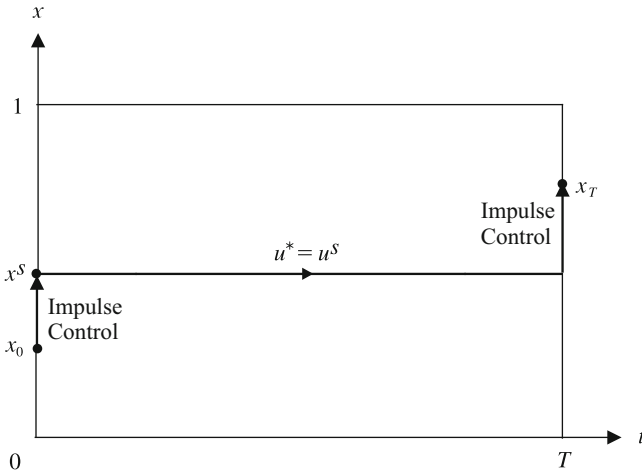 x
1
x_T
Impulse
Control
u* = u^s
x^s
Impulse
Control
x_0
0
T
t